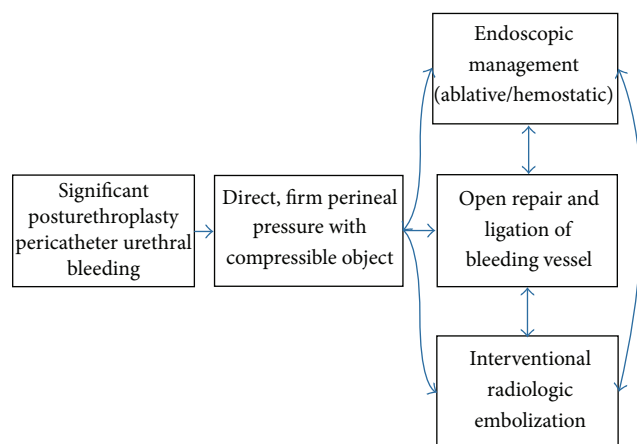 Significant
posturethroplasty
pericatheter urethral
bleeding
Direct, firm perineal
pressure with
compressible object
Endoscopic
management
(ablative/hemostatic)
Open repair and
ligation of
bleeding vessel
Interventional
radiologic
embolization